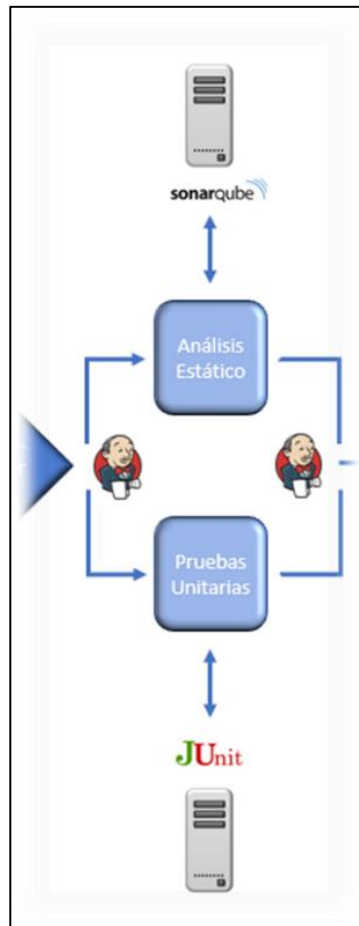 sonarqube
Análisis
Estático
Pruebas
Unitarias
JUnit